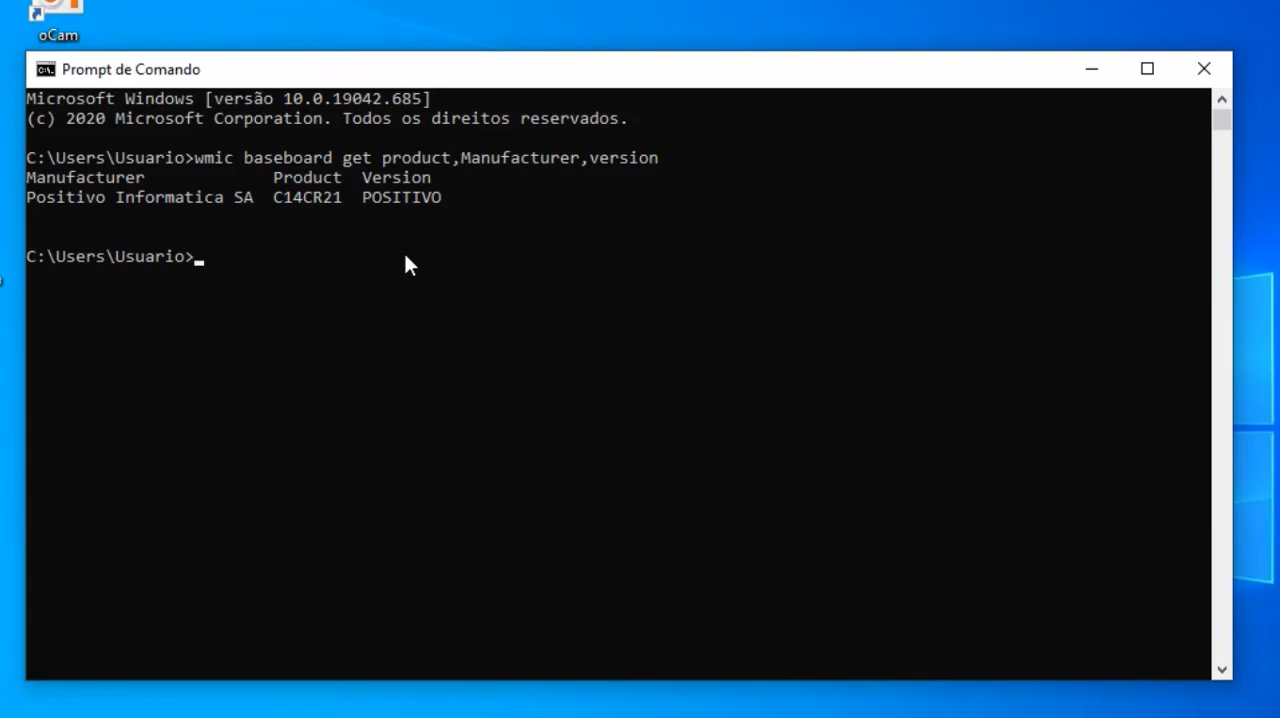 oCam
Prompt de Comando
Microsoft Windows [versão 10.0.19042.685]
(c) 2020 Microsoft Corporation. Todos os direitos reservados.
C:\Users\Usuario>wmic baseboard get product,Manufacturer,version
Manufacturer             Product  Version
Positivo Informatica SA  C14CR21  POSITIVO
C:\Users\Usuario>